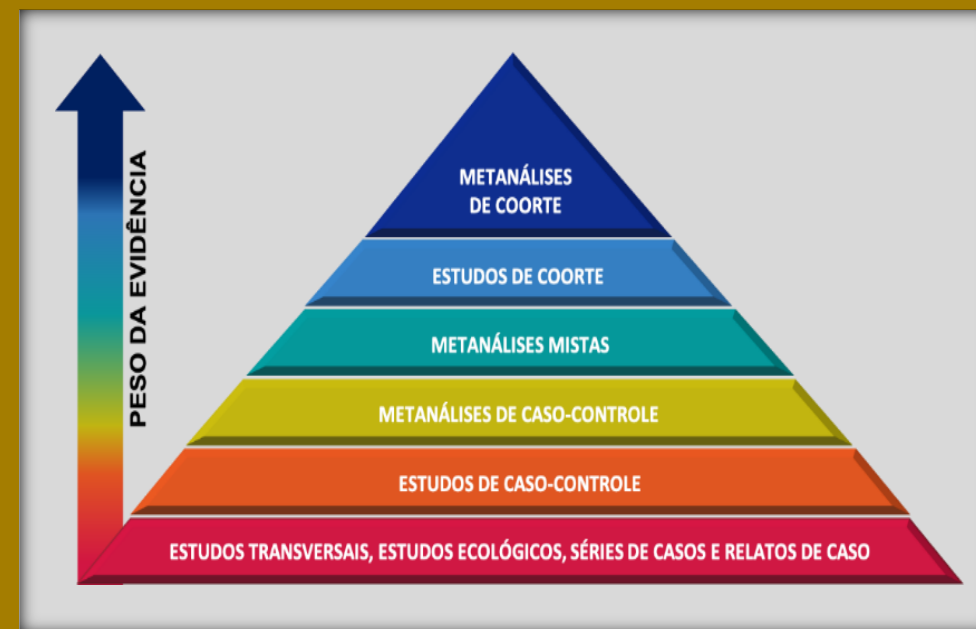 PESO DA EVIDÊNCIA
METANÁLISES
DE COORTE
ESTUDOS DE COORTE
METANÁLISES MISTAS
METANÁLISES DE CASO-CONTROLE
ESTUDOS DE CASO-CONTROLE
ESTUDOS TRANSVERSAIS, ESTUDOS ECOLÓGICOS, SÉRIES DE CASOS E RELATOS DE CASO